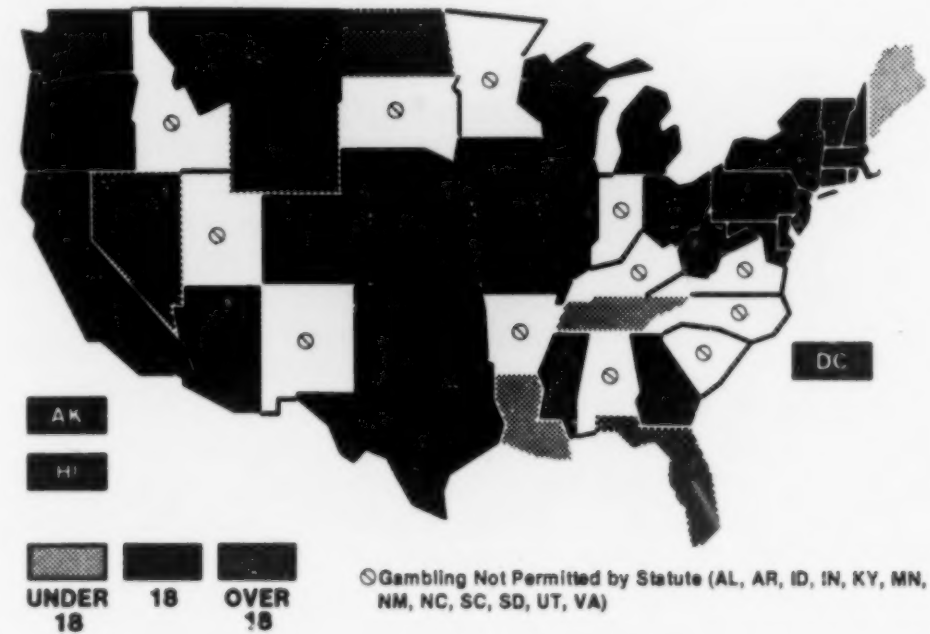 DC
AK
HI
UNDER 18
18
OVER 18
Gambling Not Permitted by Statute (AL, AR, ID, IN, KY, MN,
NM, NC, SC, SD, UT, VA)